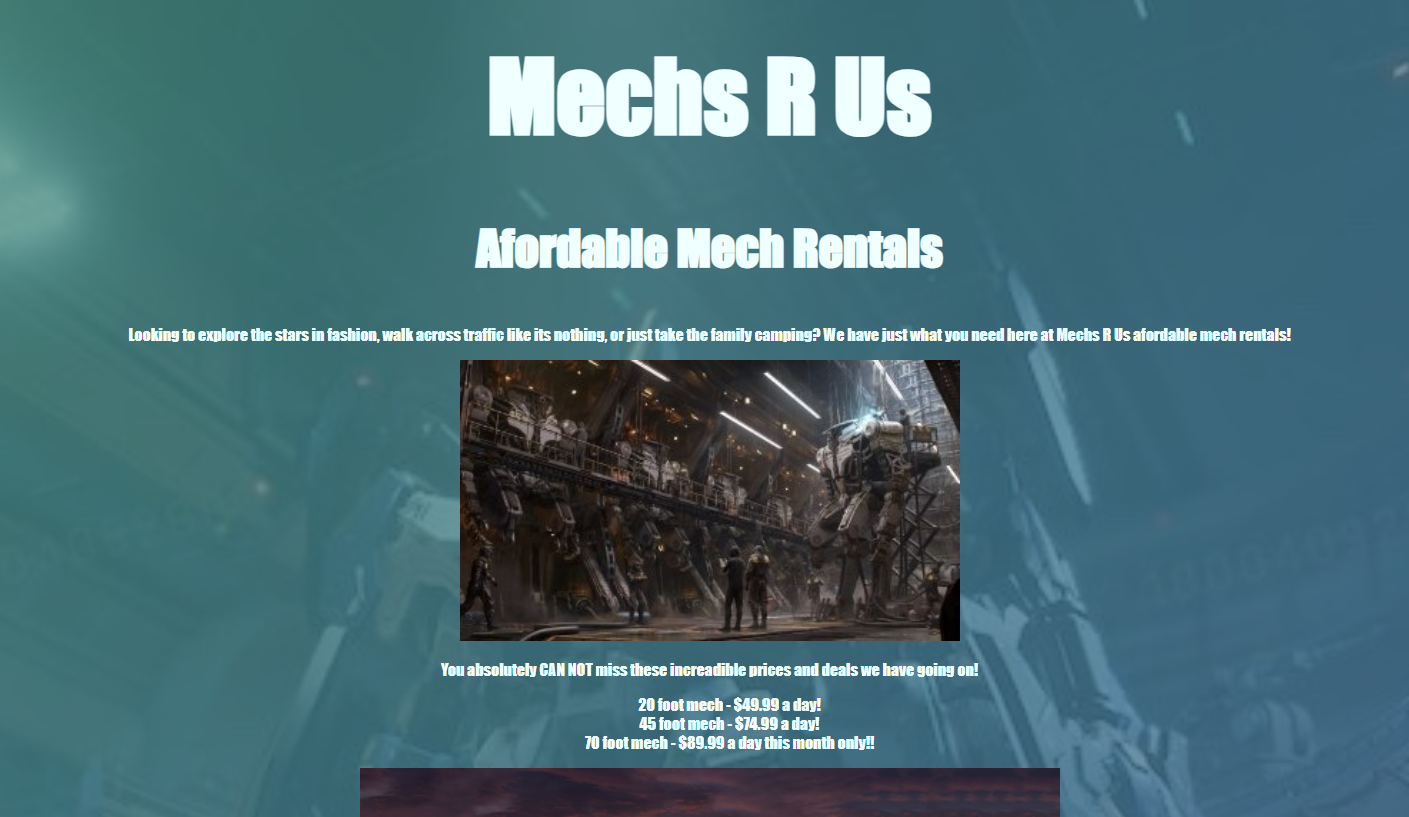 Mechs R Us
Afordable Mech Rentals
Looking to explore the stars in fashion, walk across traffic like its nothing, or just take the family camping? We have just what you need here at Mechs R Us afordable mech rentals!
You absolutely CAN NOT miss these increadible prices and deals we have going on!
20 foot mech - $49.99 a day!
45 foot mech - $74.99 a day!
70 foot mech - $89.99 a day this month only!!